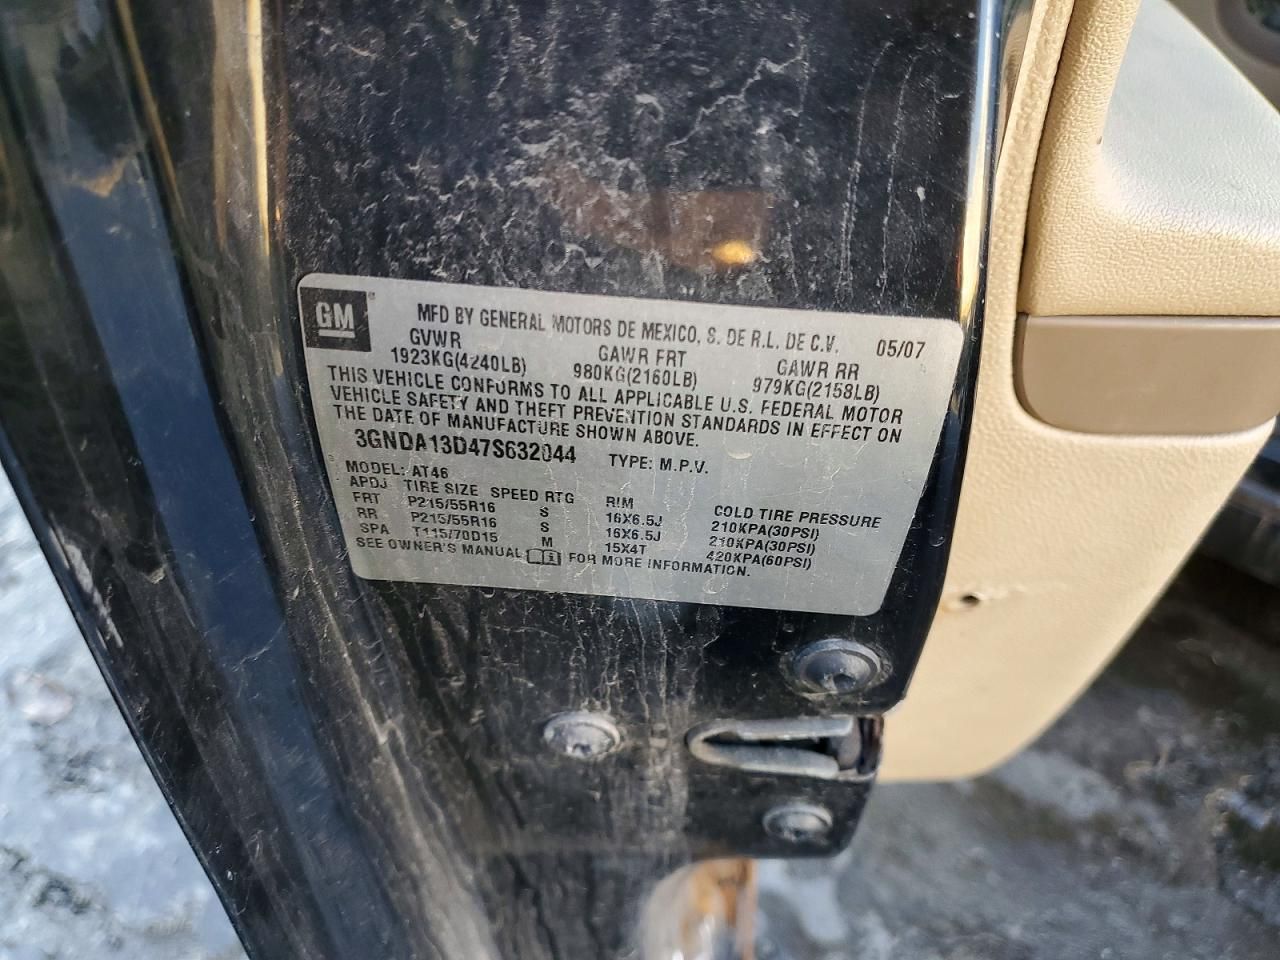 GM
MFD BY GENERAL MOTORS DE MEXICO, S. DE R.L. DE C.V. 05/07
GVWR GAWR FRT GAWR RR
1923KG(4240LB) 980KG(2160LB) 979KG(2158LB)
THIS VEHICLE CONFORMS TO ALL APPLICABLE U.S. FEDERAL MOTOR
VEHICLE SAFETY AND THEFT PREVENTION STANDARDS IN EFFECT ON
THE DATE OF MANUFACTURE SHOWN ABOVE.
3GNDA13D47S632044 TYPE: M.P.V.
MODEL: AT46
APDJ TIRE SIZE SPEED RTG RIM COLD TIRE PRESSURE
FRT P215/55R16 S 16X6.5J 210KPA(30PSI)
RR P215/55R16 S 16X6.5J 210KPA(30PSI)
SPA T115/70D15 M 15X4T 420KPA(60PSI)
SEE OWNER'S MANUAL FOR MORE INFORMATION.